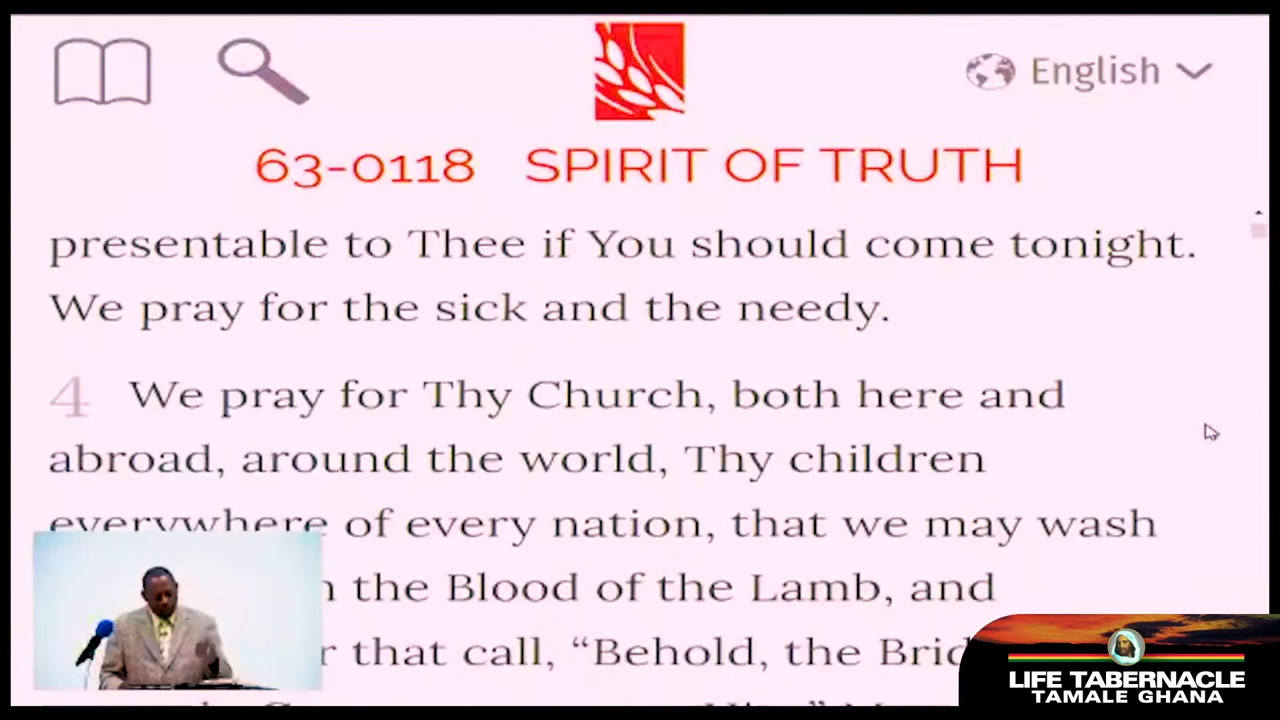 English
63-0118 SPIRIT OF TRUTH
presentable to Thee if You should come tonight.
We pray for the sick and the needy.
4 We pray for Thy Church, both here and
abroad, around the world, Thy children
everywhere of every nation, that we may wash
the Blood of the Lamb, and
that call, “Behold, the
LIFE TABERNACLE
TAMALE GHANA